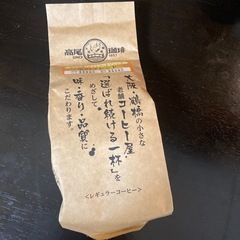 高尾珈琲
SINCE 1977
大阪・鶴橋の小さな
老舗コーヒー屋
"選ばれ続ける一杯"を
めざして
味・香り・品質に
こだわります。
<レギュラーコーヒー>